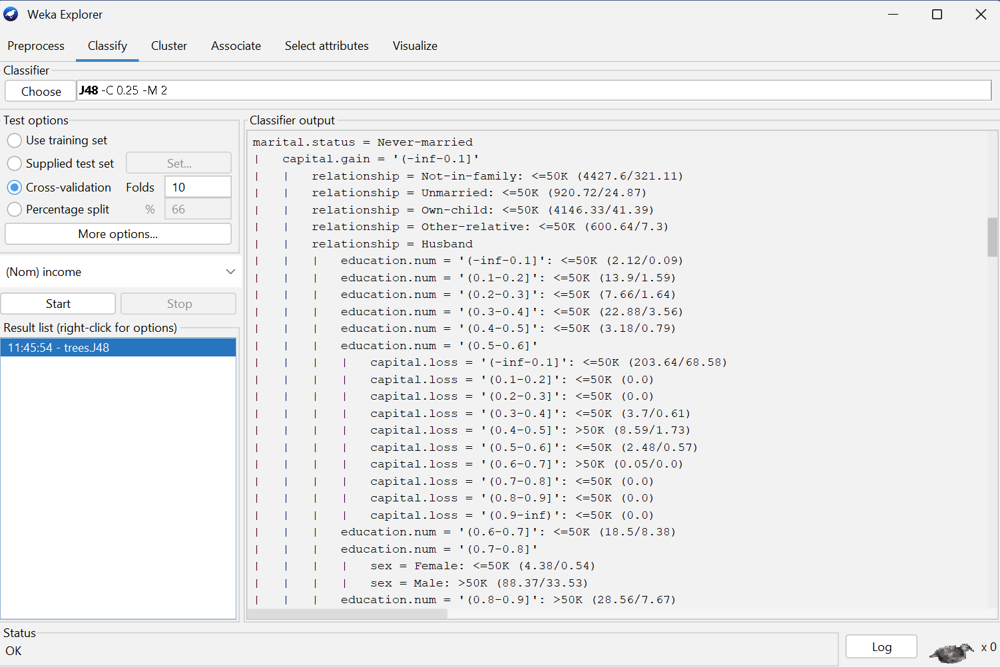 Weka Explorer
Preprocess Classify Cluster Associate Select attributes Visualize
Classifier
Choose J48 -C 0.25 -M 2
Test options
Use training set
Supplied test set Set...
Cross-validation Folds 10
Percentage split % 66
More options...
(Nom) income
Start Stop
Result list (right-click for options)
11:45:54 - trees.J48
Classifier output
marital.status = Never-married
|   capital.gain = '(-inf-0.1]'
|   |   relationship = Not-in-family: <=50K (4427.6/321.11)
|   |   relationship = Unmarried: <=50K (920.72/24.87)
|   |   relationship = Own-child: <=50K (4146.33/41.39)
|   |   relationship = Other-relative: <=50K (600.64/7.3)
|   |   relationship = Husband
|   |   |   education.num = '(-inf-0.1]': <=50K (2.12/0.09)
|   |   |   education.num = '(0.1-0.2]': <=50K (13.9/1.59)
|   |   |   education.num = '(0.2-0.3]': <=50K (7.66/1.64)
|   |   |   education.num = '(0.3-0.4]': <=50K (22.88/3.56)
|   |   |   education.num = '(0.4-0.5]': <=50K (3.18/0.79)
|   |   |   education.num = '(0.5-0.6]'
|   |   |   |   capital.loss = '(-inf-0.1]': <=50K (203.64/68.58)
|   |   |   |   capital.loss = '(0.1-0.2]': <=50K (0.0)
|   |   |   |   capital.loss = '(0.2-0.3]': <=50K (0.0)
|   |   |   |   capital.loss = '(0.3-0.4]': <=50K (3.7/0.61)
|   |   |   |   capital.loss = '(0.4-0.5]': >50K (8.59/1.73)
|   |   |   |   capital.loss = '(0.5-0.6]': <=50K (2.48/0.57)
|   |   |   |   capital.loss = '(0.6-0.7]': >50K (0.05/0.0)
|   |   |   |   capital.loss = '(0.7-0.8]': <=50K (0.0)
|   |   |   |   capital.loss = '(0.8-0.9]': <=50K (0.0)
|   |   |   |   capital.loss = '(0.9-inf)': <=50K (0.0)
|   |   |   education.num = '(0.6-0.7]': <=50K (18.5/8.38)
|   |   |   education.num = '(0.7-0.8]'
|   |   |   |   sex = Female: <=50K (4.38/0.54)
|   |   |   |   sex = Male: >50K (88.37/33.53)
|   |   |   education.num = '(0.8-0.9]': >50K (28.56/7.67)
Status
OK
Log
x 0